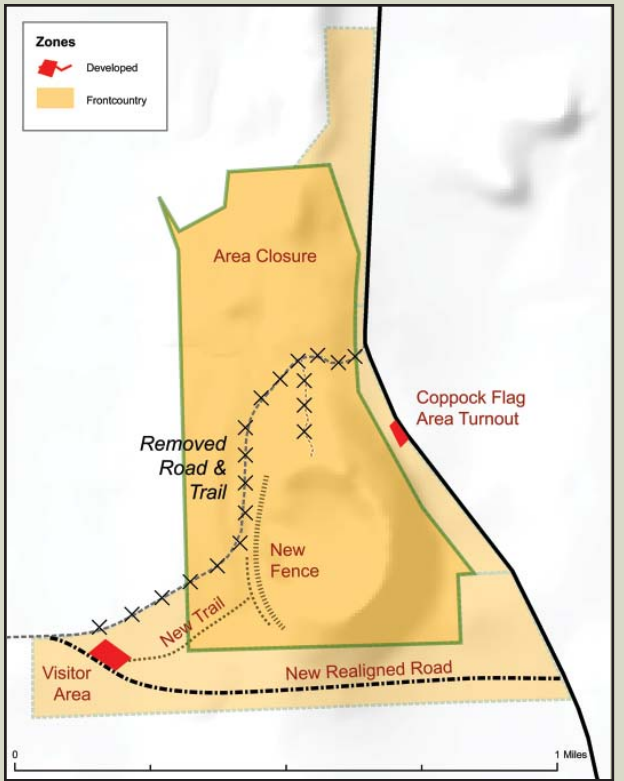 Zones
Developed
Frontcountry
Area Closure
Coppock Flag
Area Turnout
Removed
Road &
Trail
New
Fence
New Trail
Visitor
Area
New Realigned Road
0
1 Miles